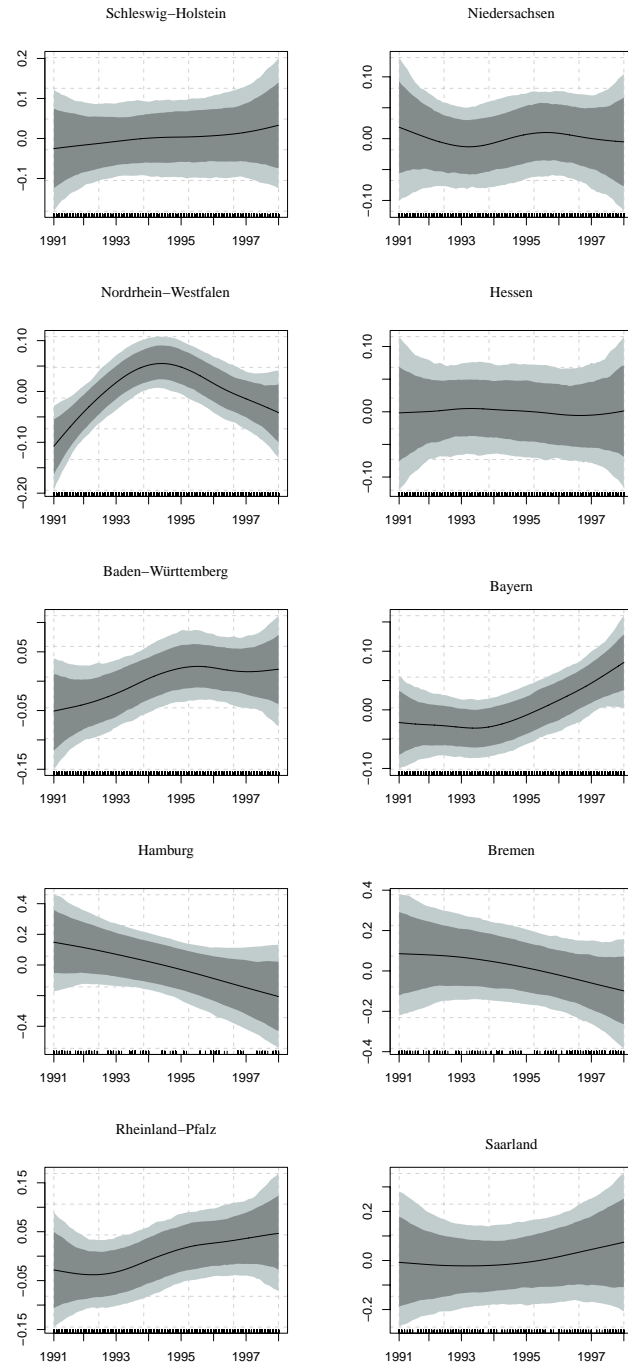 Schleswig−Holstein
0.2
0.1
0.0
−0.1
1991 1993 1995 1997
Niedersachsen
0.10
0.00
−0.10
1991 1993 1995 1997
Nordrhein−Westfalen
0.10
0.00
−0.10
−0.20
1991 1993 1995 1997
Hessen
0.10
0.00
−0.10
1991 1993 1995 1997
Baden−Württemberg
0.05
−0.05
−0.15
1991 1993 1995 1997
Bayern
0.10
0.00
−0.10
1991 1993 1995 1997
Hamburg
0.4
0.0
−0.4
1991 1993 1995 1997
Bremen
0.4
0.2
0.0
−0.2
−0.4
1991 1993 1995 1997
Rheinland−Pfalz
0.15
0.05
−0.05
−0.15
1991 1993 1995 1997
Saarland
0.2
0.0
−0.2
1991 1993 1995 1997